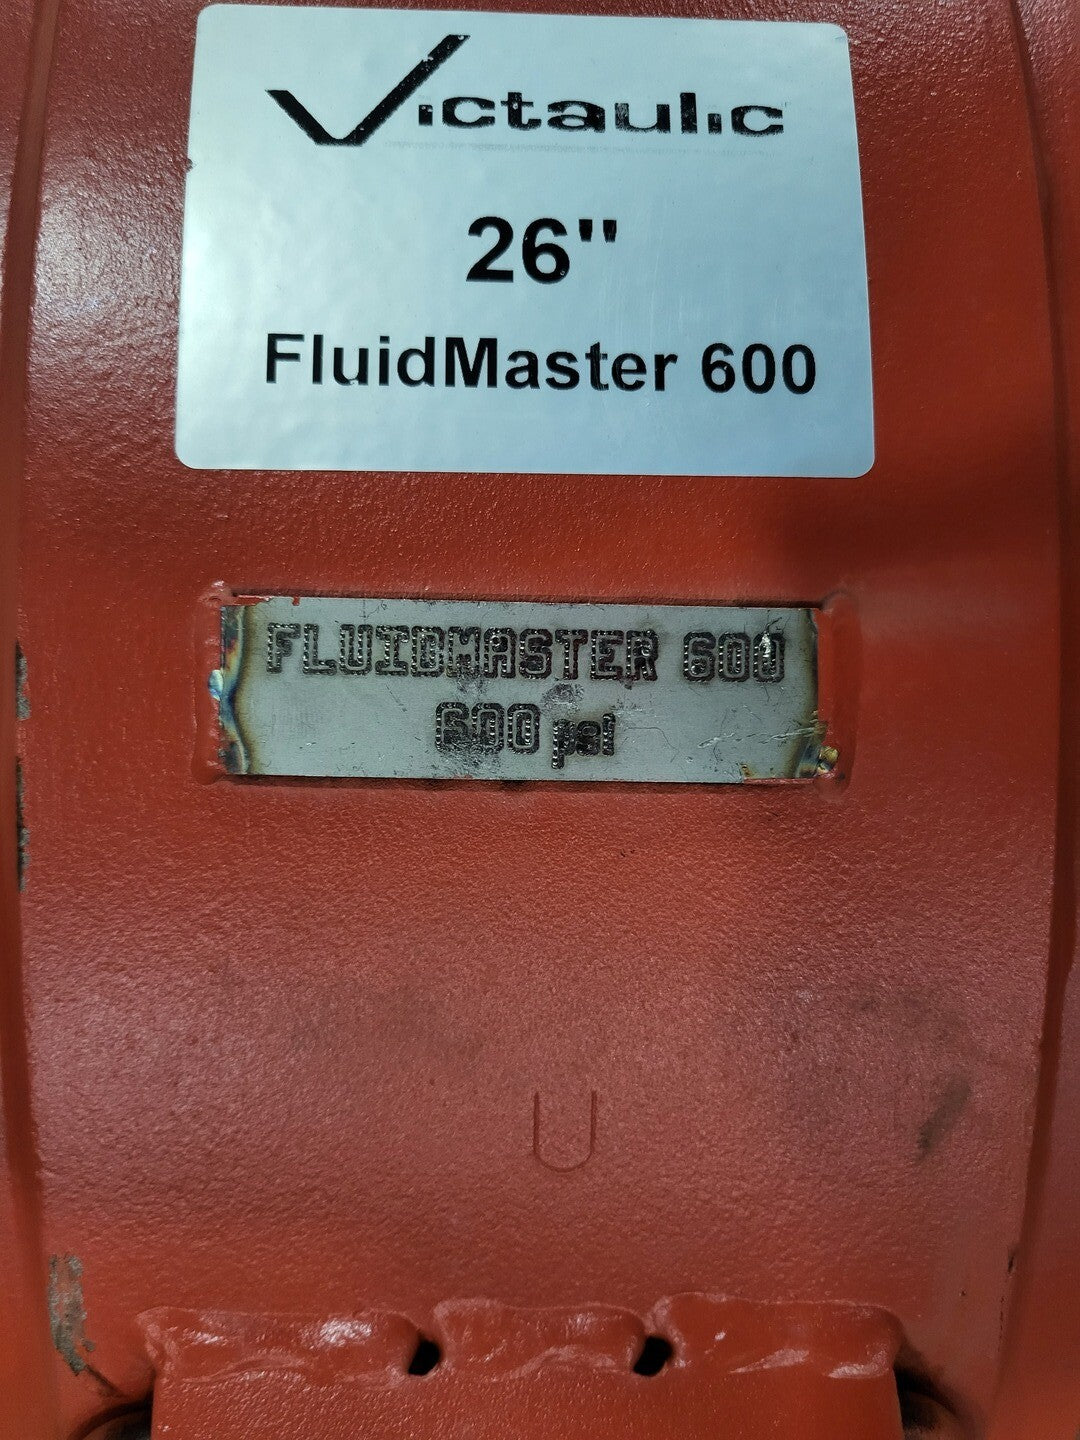 Victaulic
26"
FluidMaster 600
FLUIDMASTER 600
600 psi
U